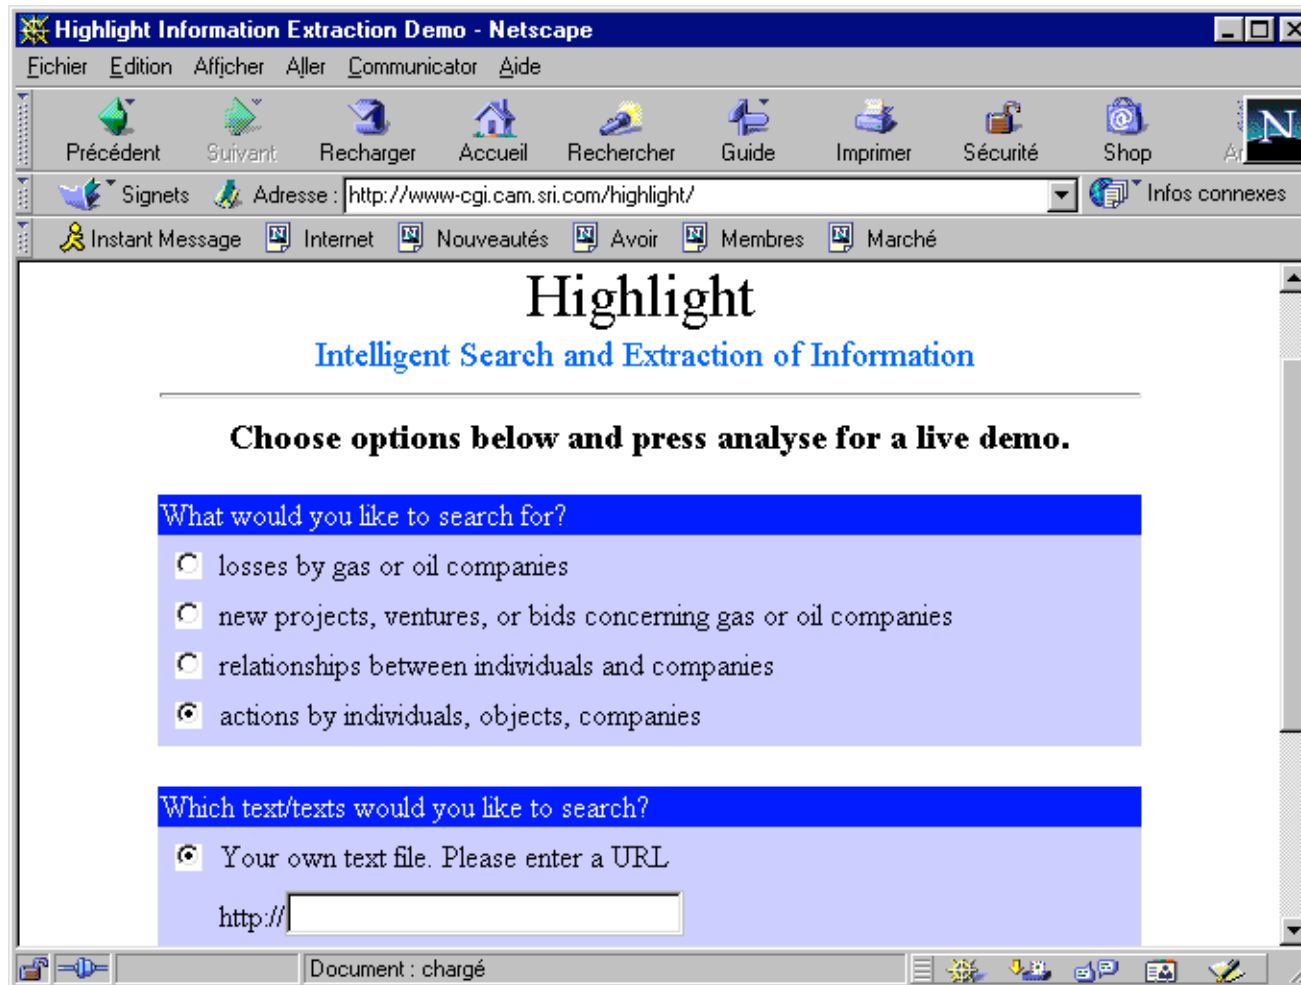 Highlight Information Extraction Demo - Netscape
Fichier Edition Afficher Aller Communicator Aide
Précédent Suivant Recharger Accueil Rechercher Guide Imprimer Sécurité Shop
N
Signets Adresse : http://www-cgi.cam.sri.com/highlight/ Infos connexes
Instant Message Internet Nouveautés Avoir Membres Marché
Highlight
Intelligent Search and Extraction of Information
Choose options below and press analyse for a live demo.
What would you like to search for?
losses by gas or oil companies
new projects, ventures, or bids concerning gas or oil companies
relationships between individuals and companies
actions by individuals, objects, companies
Which text/texts would you like to search?
Your own text file. Please enter a URL
http://
Document : chargé